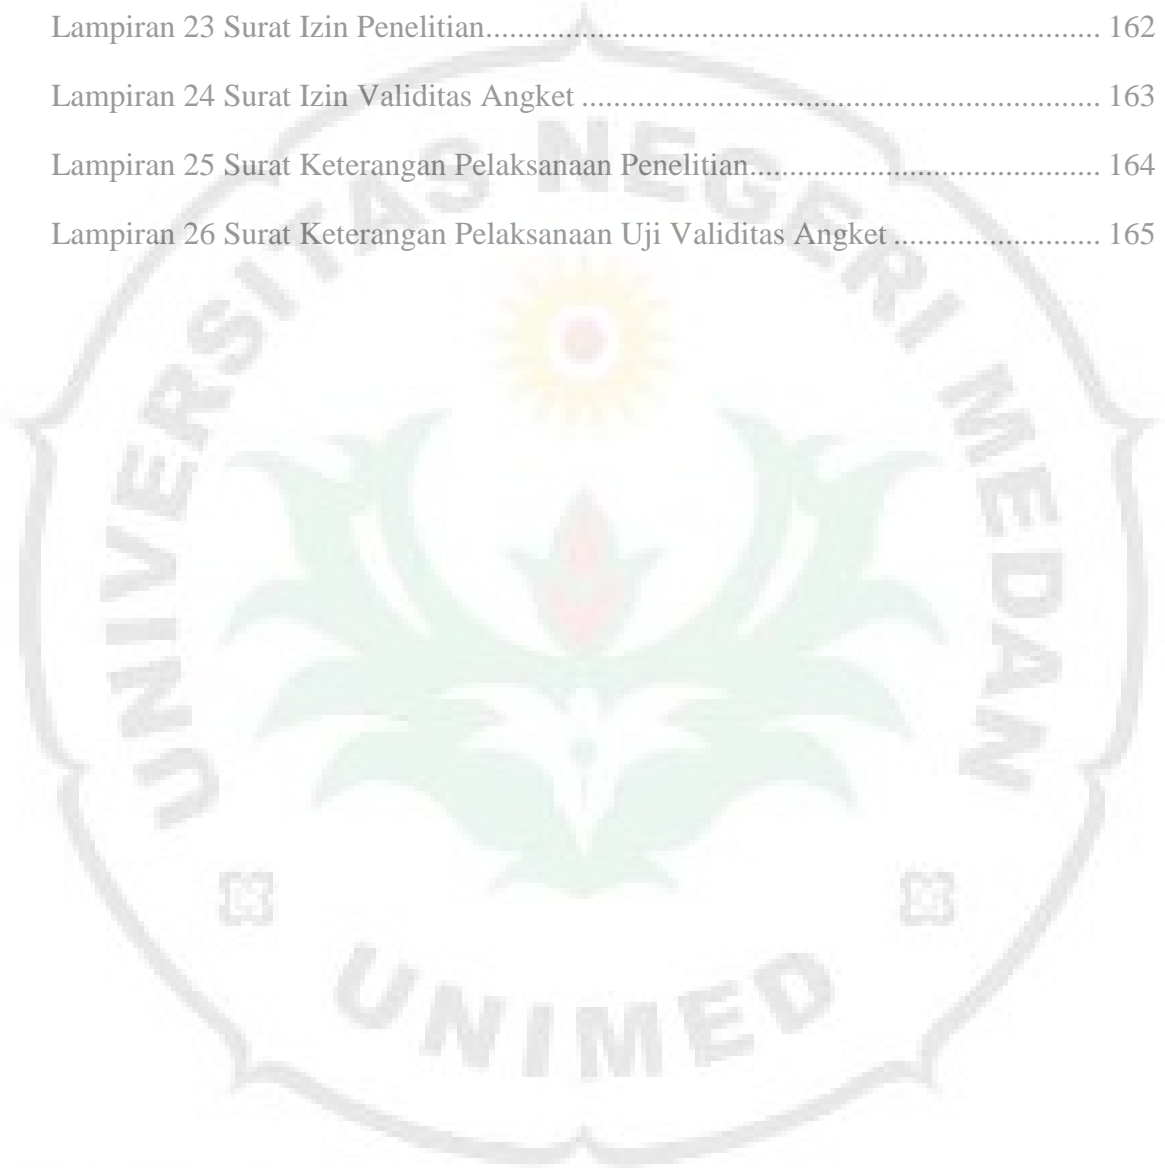 Lampiran 23 Surat Izin Penelitian............................................................................. 162
Lampiran 24 Surat Izin Validitas Angket ................................................................. 163
Lampiran 25 Surat Keterangan Pelaksanaan Penelitian............................................ 164
Lampiran 26 Surat Keterangan Pelaksanaan Uji Validitas Angket .......................... 165
UNIVERSITAS NEGERI MEDAN
UNIMED